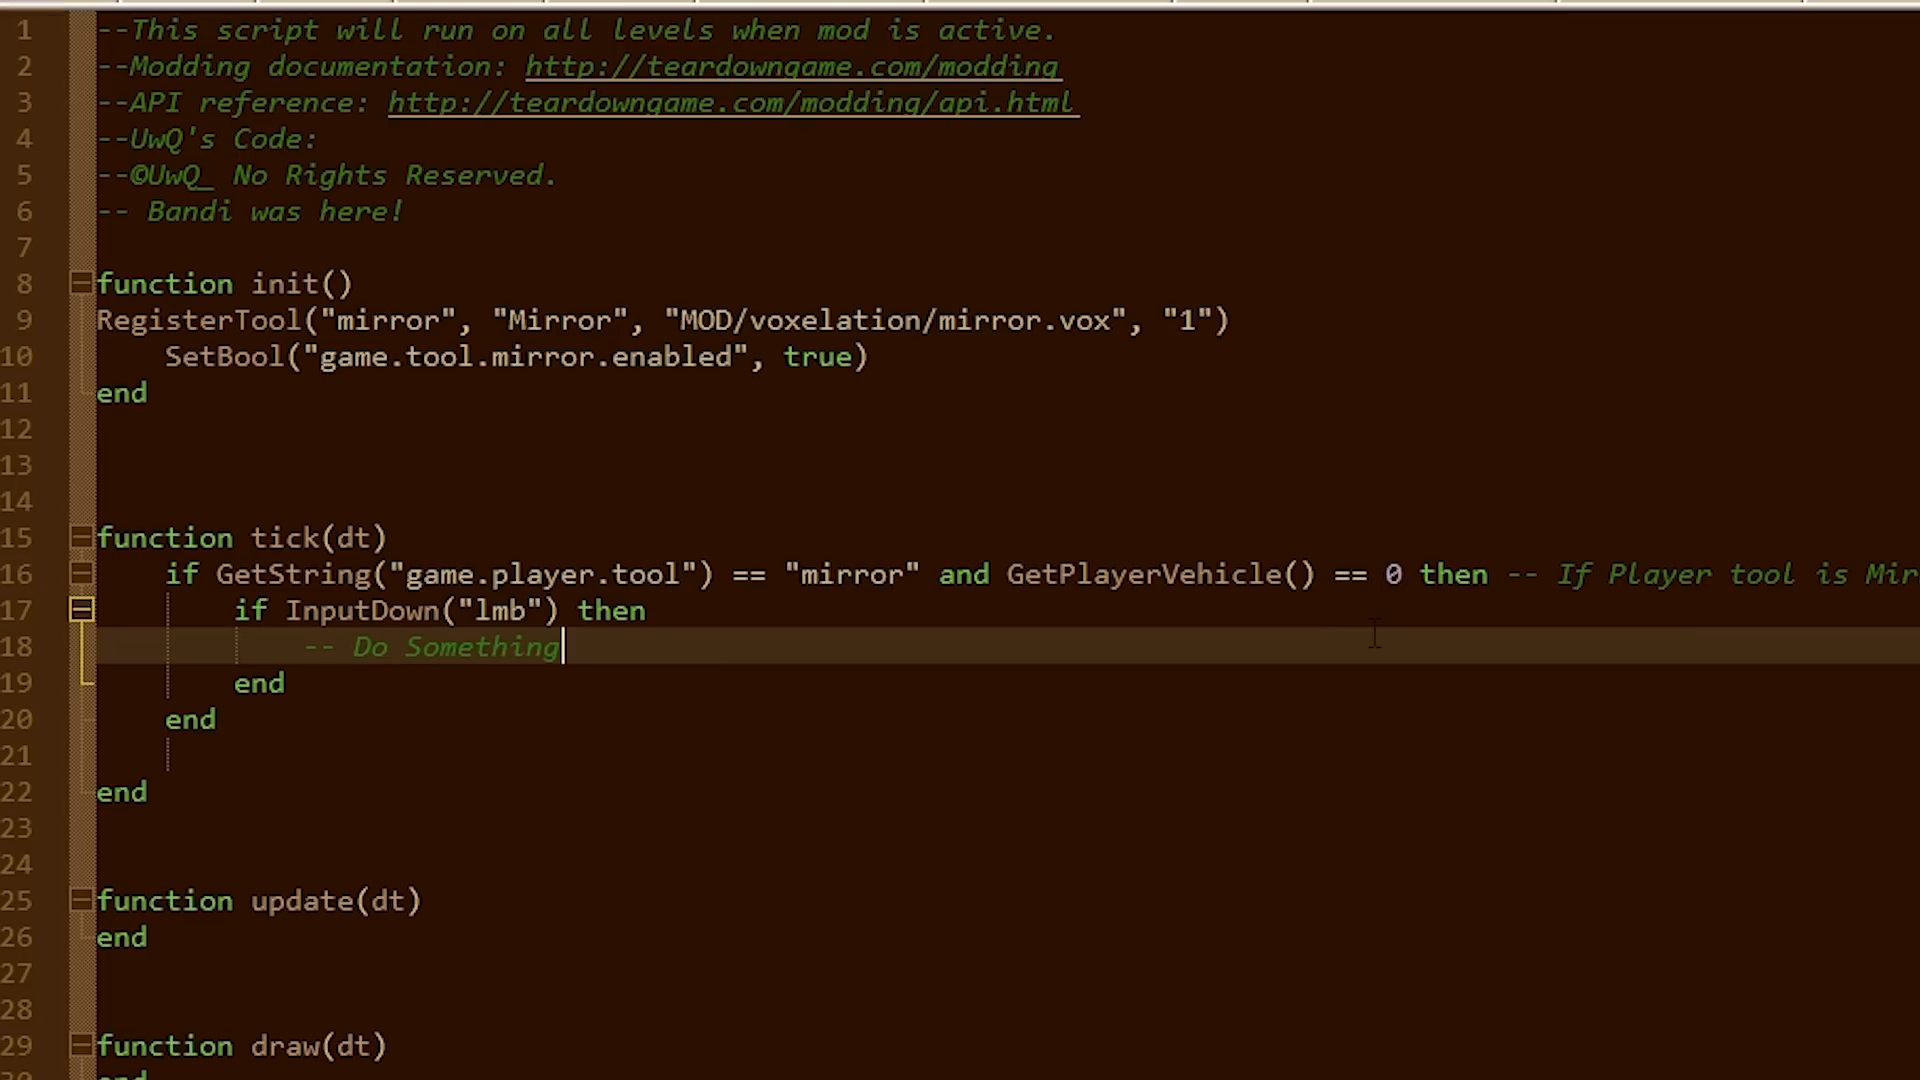 1 --This script will run on all levels when mod is active.
2 --Modding documentation: http://teardowngame.com/modding
3 --API reference: http://teardowngame.com/modding/api.html
4 --UwQ's Code:
5 --©UwQ_ No Rights Reserved.
6 -- Bandi was here!
7
8 function init()
9 RegisterTool("mirror", "Mirror", "MOD/voxelation/mirror.vox", "1")
10 SetBool("game.tool.mirror.enabled", true)
11 end
12
13
14
15 function tick(dt)
16 if GetString("game.player.tool") == "mirror" and GetPlayerVehicle() == 0 then -- If Player tool is Mir
17 if InputDown("lmb") then
18 -- Do Something
19 end
20 end
21
22 end
23
24
25 function update(dt)
26 end
27
28
29 function draw(dt)
30 end